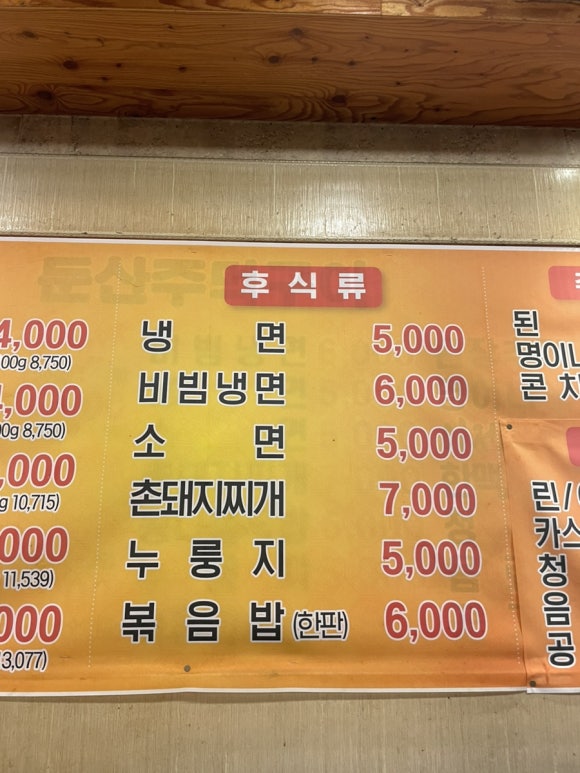 4,000
00g 8,750)
,000
00g 8,750)
,000
g 10,715)
000
11,539)
000
3,077)
후식류
냉면 5,000
비빔냉면 6,000
소면 5,000
촌돼지찌개 7,000
누룽지 5,000
볶음밥(한판) 6,000
된
명이나
콘치
린/
카스
청
음
공